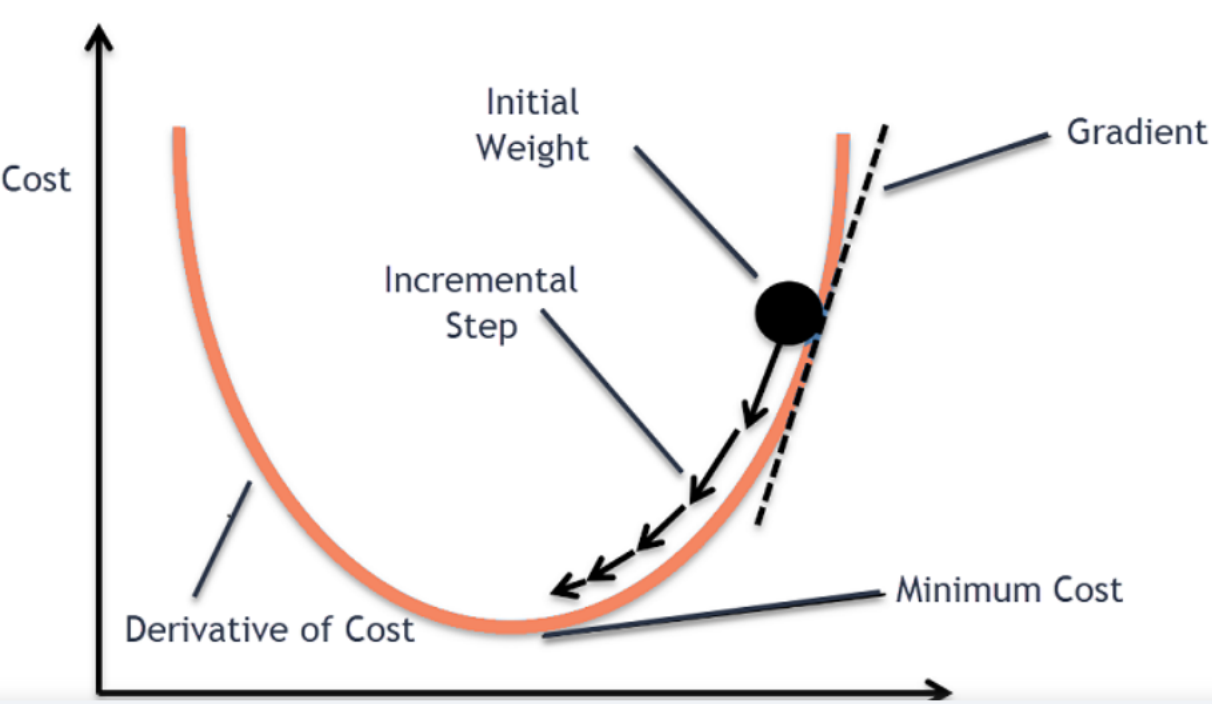 Initial
Weight
Gradient
Cost
Incremental
Step
Minimum Cost
Derivative of Cost